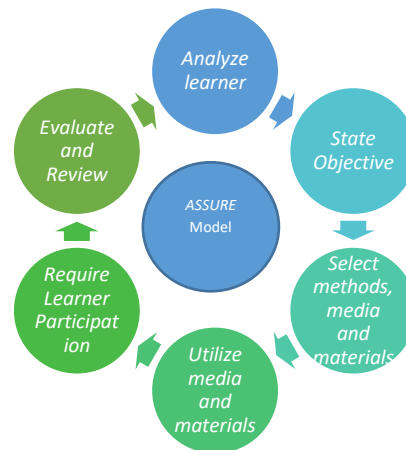 Analyze
learner
State
Objective
Select
methods,
media
and
materials
Utilize
media
and
materials
Require
Learner
Participat
ion
Evaluate
and
Review
ASSURE
Model